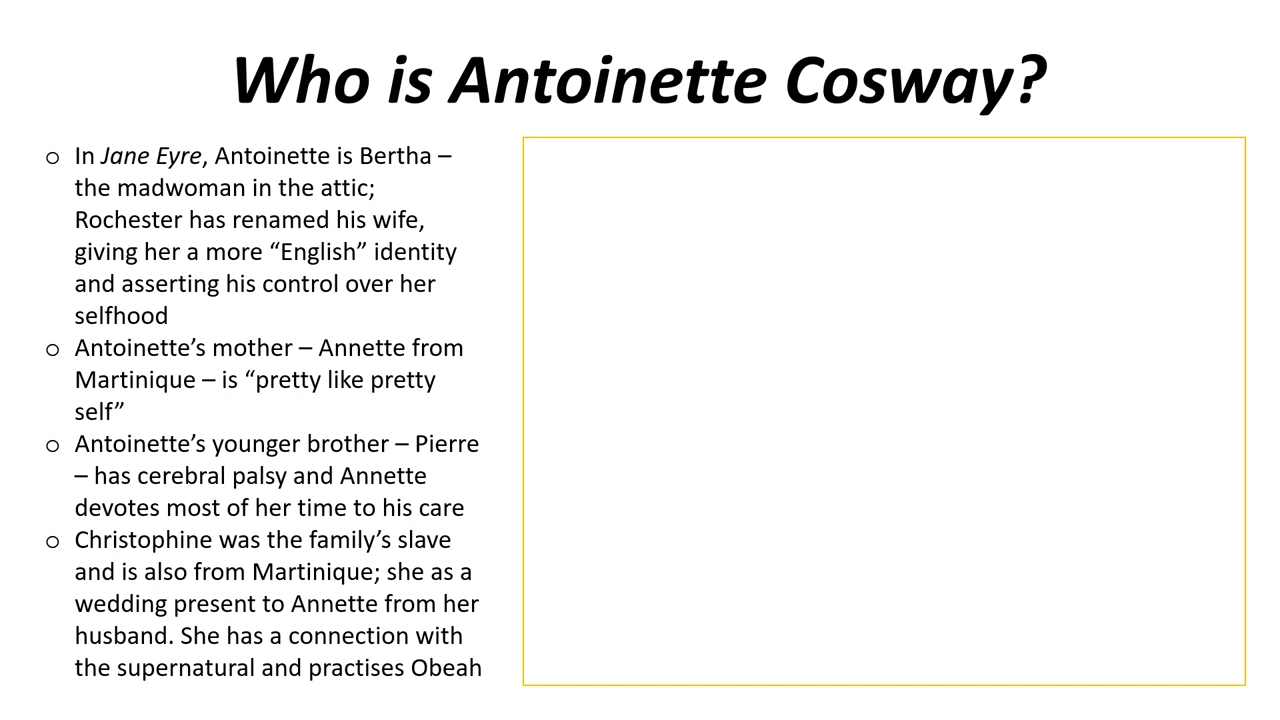 Who is Antoinette Cosway?
o In Jane Eyre, Antoinette is Bertha –
the madwoman in the attic;
Rochester has renamed his wife,
giving her a more “English” identity
and asserting his control over her
selfhood
o Antoinette’s mother – Annette from
Martinique – is “pretty like pretty
self”
o Antoinette’s younger brother – Pierre
– has cerebral palsy and Annette
devotes most of her time to his care
o Christophine was the family’s slave
and is also from Martinique; she as a
wedding present to Annette from her
husband. She has a connection with
the supernatural and practises Obeah